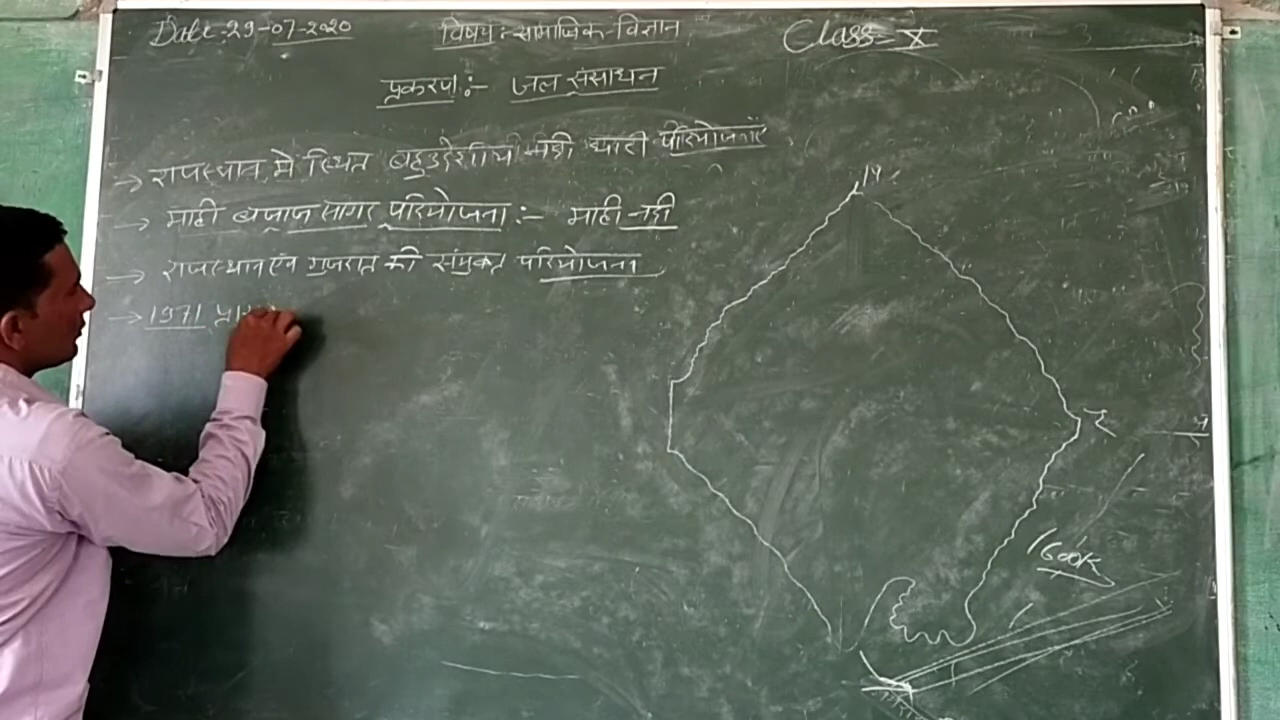 Date-29-07-2020
विषय:- सामाजिक-विज्ञान
Class-X
प्रकरण:- जल संसाधन
→ राजस्थान में स्थित बहुउद्देशीय नदी घाटी परियोजनाएँ
→ माही बजाज सागर परियोजना:- माही नदी
→ राजस्थान एवं गुजरात की संयुक्त परियोजना
→ 1971